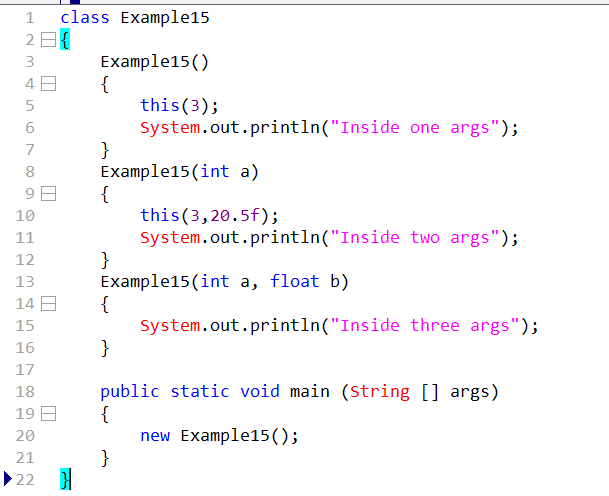 1 class Example15
2 {
3 Example15()
4 {
5 this(3);
6 System.out.println("Inside one args");
7 }
8 Example15(int a)
9 {
10 this(3,20.5f);
11 System.out.println("Inside two args");
12 }
13 Example15(int a, float b)
14 {
15 System.out.println("Inside three args");
16 }
17
18 public static void main (String [] args)
19 {
20 new Example15();
21 }
22 }